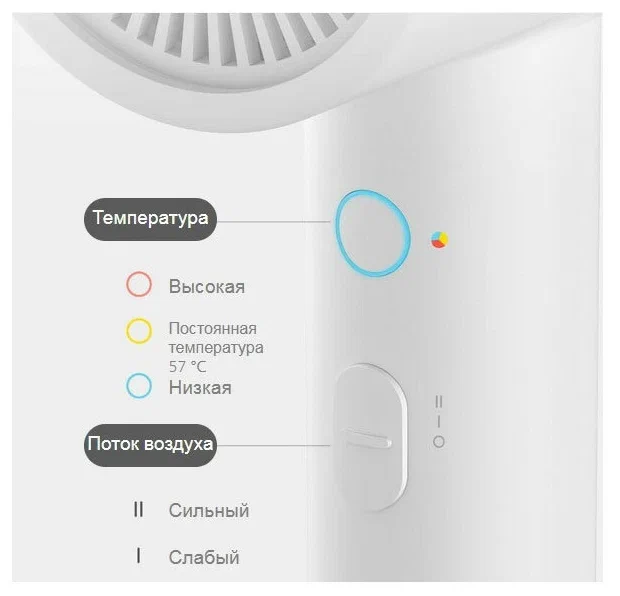 Температура
Высокая
Постоянная
температура
57 °C
Низкая
II
I
O
Поток воздуха
II Сильный
I Слабый